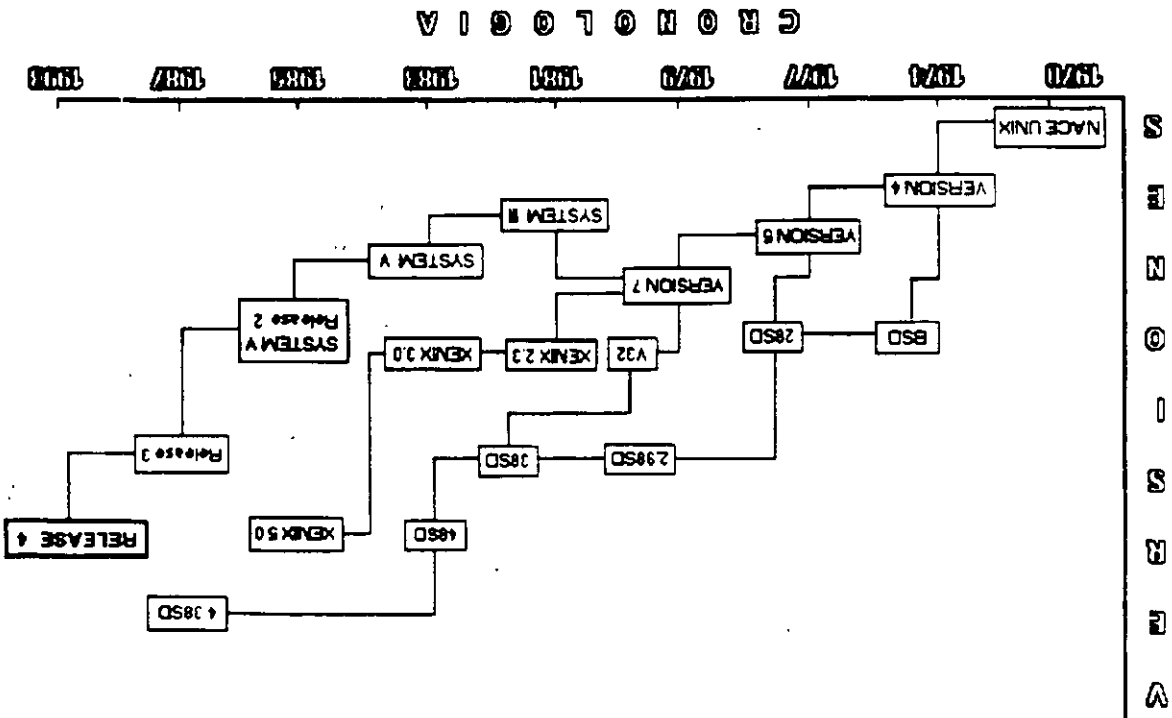 VERSIONES
4.3BSD
4BSD
XENIX 5.0
RELEASE 4
2.9BSD
3BSD
Release 3
BSD
2BSD
V32
XENIX 2.3
XENIX 3.0
SYSTEM V
Release 2
VERSION 7
SYSTEM V
VERSION 6
SYSTEM III
VERSION 4
NACE UNIX
1970 1974 1977 1979 1981 1983 1985 1987 1993
CRONOLOGIA